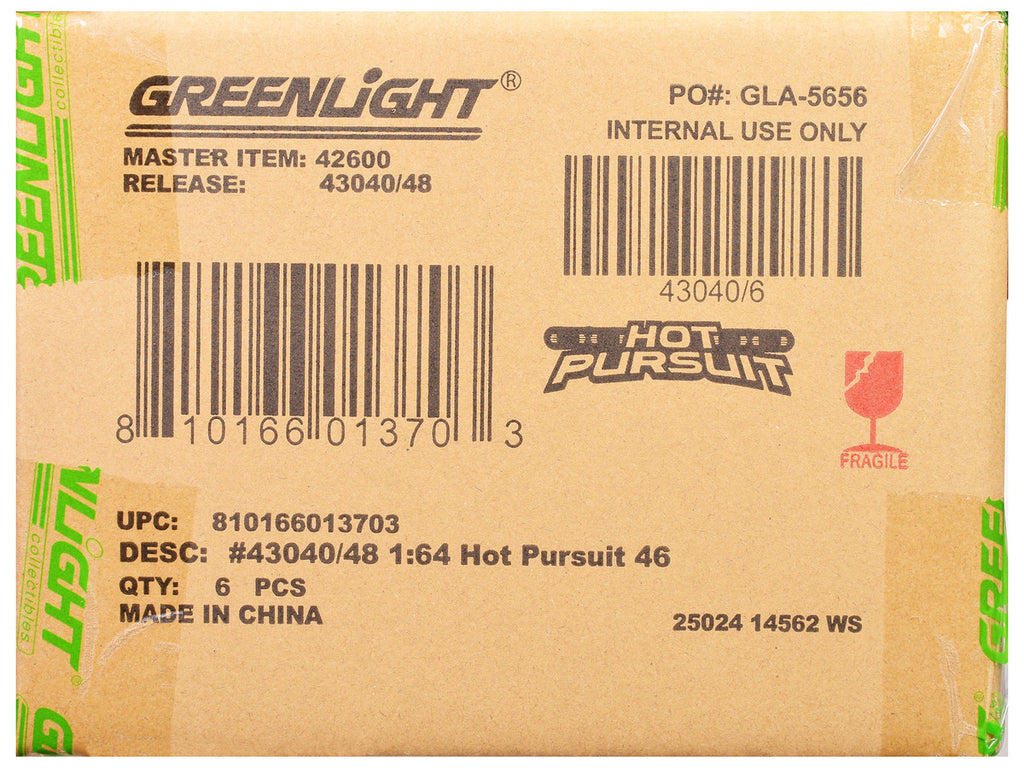 GREENLiGHT®
MASTER ITEM: 42600
RELEASE: 43040/48
PO#: GLA-5656
INTERNAL USE ONLY
43040/6
HOT
PURSUIT
8 10166 01370 3
FRAGILE
UPC: 810166013703
DESC: #43040/48 1:64 Hot Pursuit 46
QTY: 6 PCS
MADE IN CHINA
25024 14562 WS
collectibles
collectibles